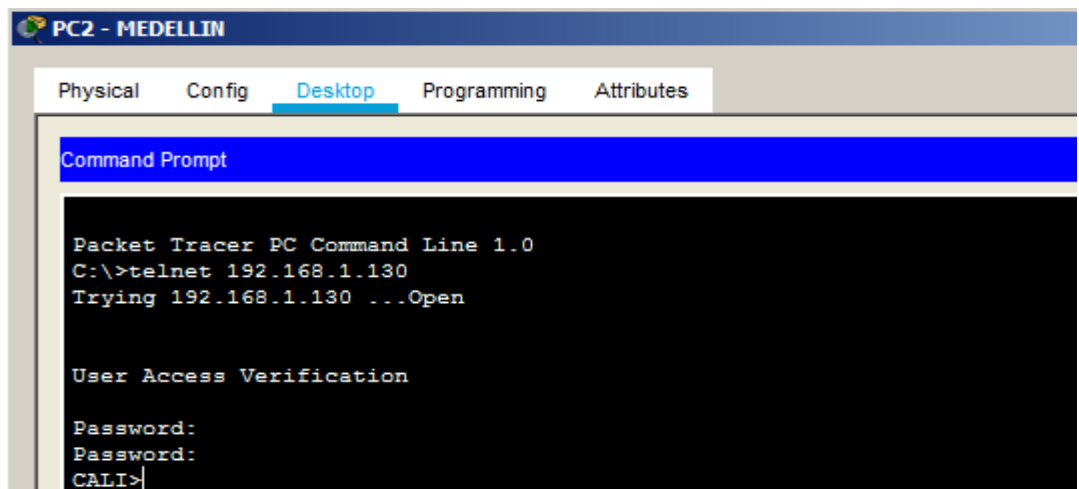 PC2 - MEDELLIN
Physical Config Desktop Programming Attributes
Command Prompt
Packet Tracer PC Command Line 1.0
C:\>telnet 192.168.1.130
Trying 192.168.1.130 ...Open
User Access Verification
Password:
Password:
CALI>